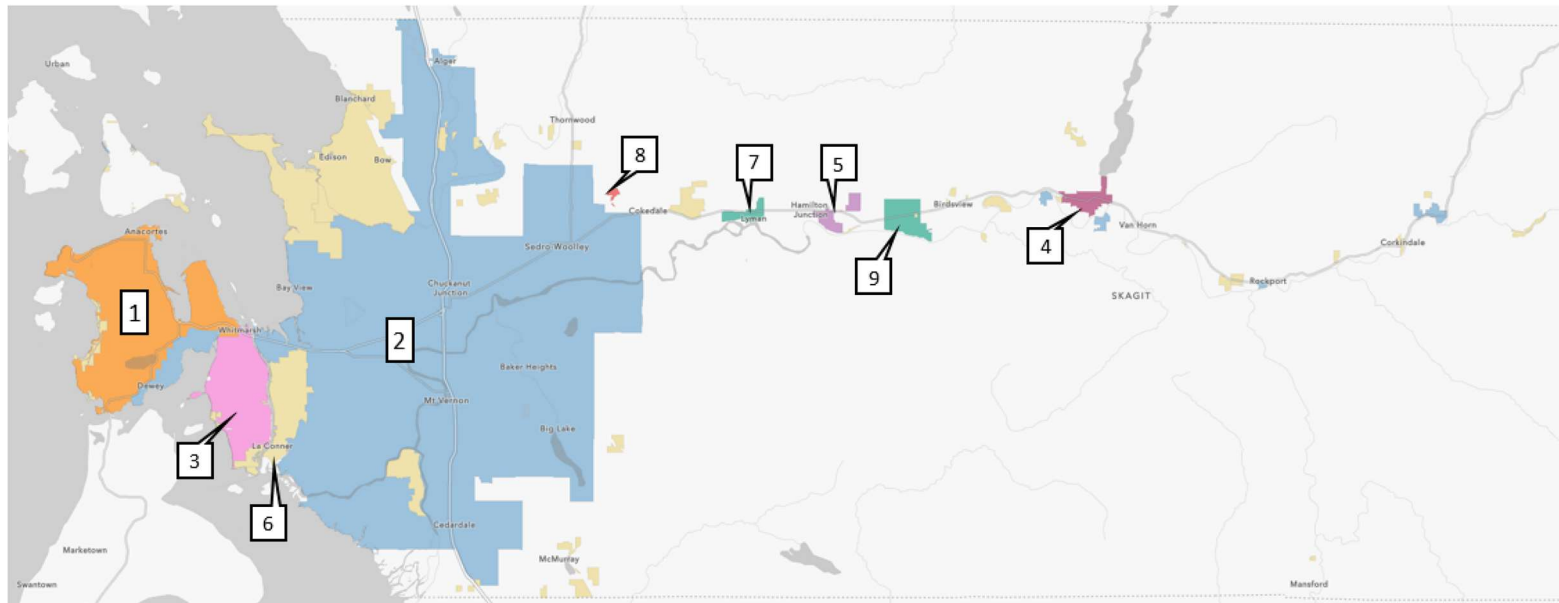 Urban
Alger
Blanchard
Thornwood
Edison
Bow
8
7
5
Cokedale
Lyman
Hamilton
Junction
Birdsview
4
Van Horn
Anacortes
Sedro-Woolley
9
Corkindale
Chuckanut
Junction
Bay View
Rockport
SKAGIT
1
Whitmarsh
2
Baker Heights
Dewey
Mt Vernon
Big Lake
La Conner
3
6
Cedardale
Marketown
McMurray
Swantown
Mansford